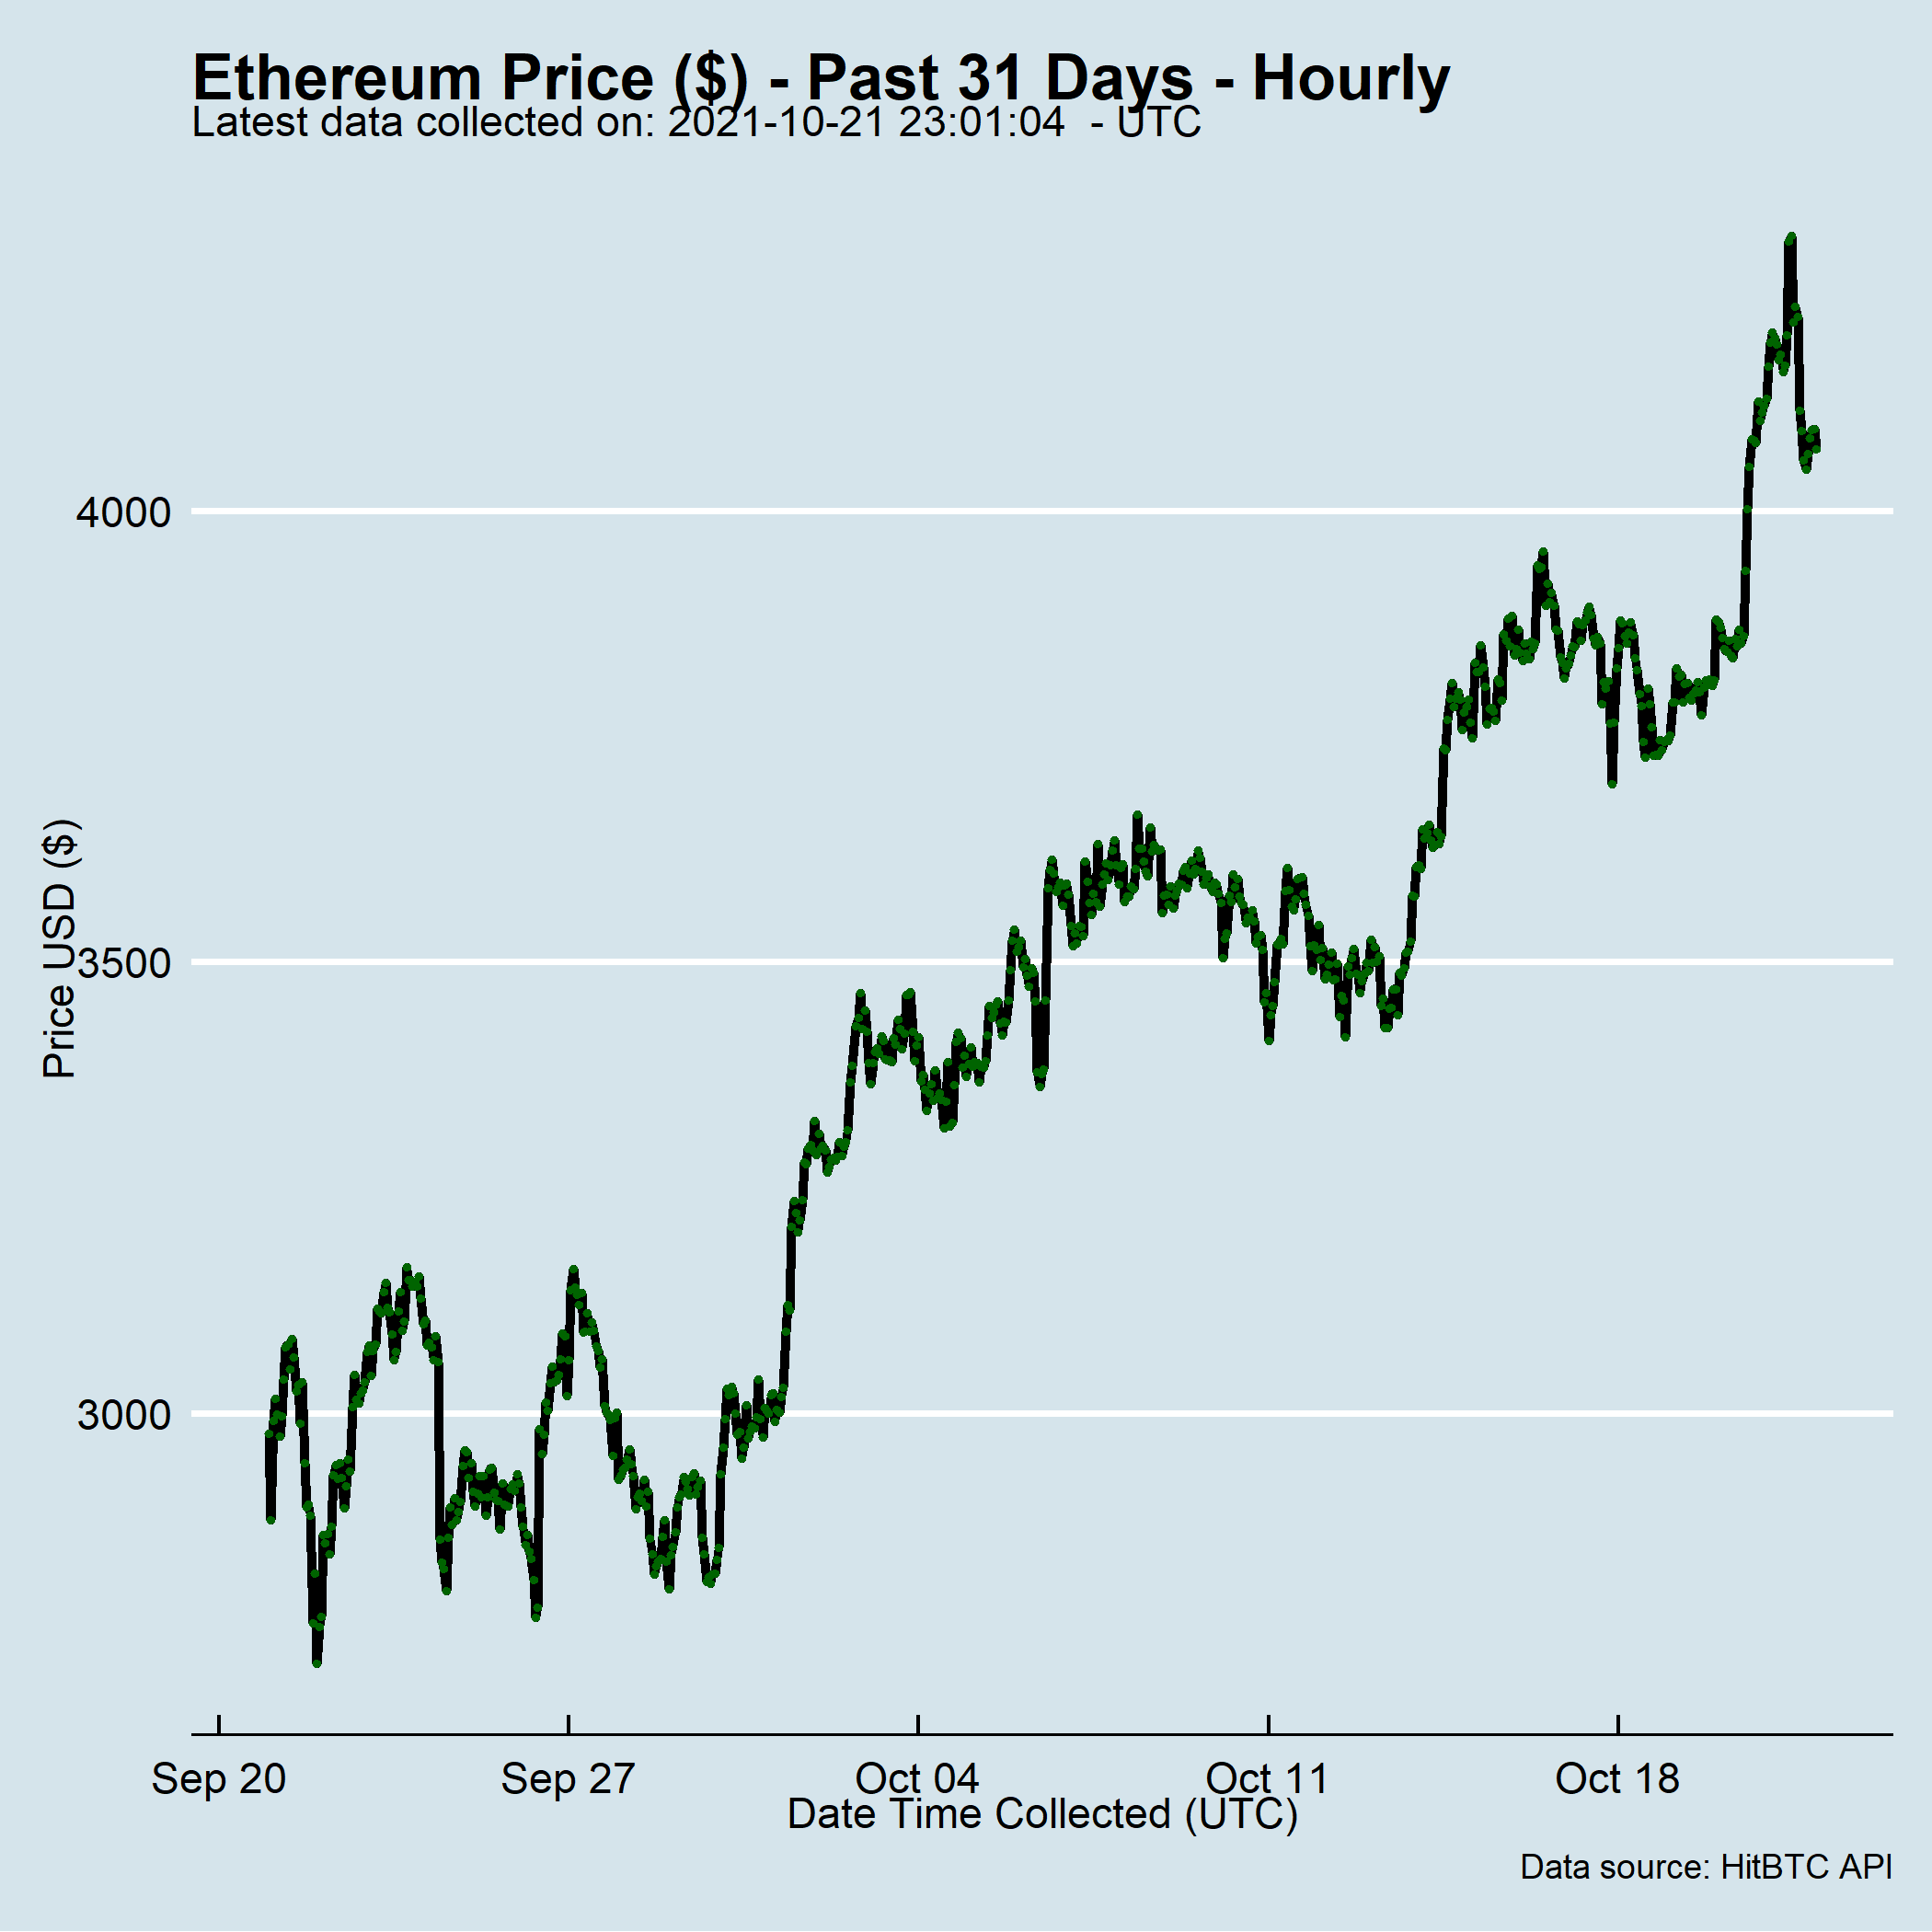 Ethereum Price ($) - Past 31 Days - Hourly
Latest data collected on: 2021-10-21 23:01:04  - UTC
Price USD ($)
4000
3500
3000
Sep 20
Sep 27
Oct 04
Oct 11
Oct 18
Date Time Collected (UTC)
Data source: HitBTC API